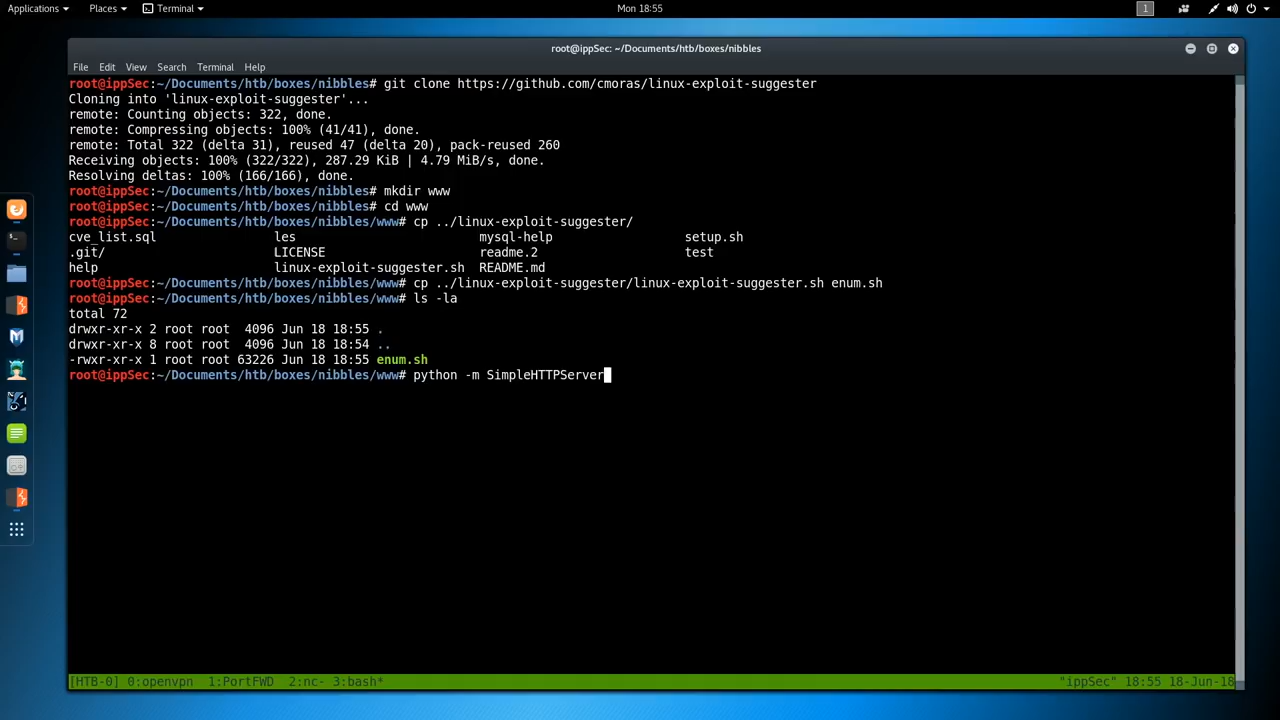 Applications Places Terminal Mon 18:55 1
root@ippSec: ~/Documents/htb/boxes/nibbles
File Edit View Search Terminal Help
root@ippSec:~/Documents/htb/boxes/nibbles# git clone https://github.com/cmoras/linux-exploit-suggester
Cloning into 'linux-exploit-suggester'...
remote: Counting objects: 322, done.
remote: Compressing objects: 100% (41/41), done.
remote: Total 322 (delta 31), reused 47 (delta 20), pack-reused 260
Receiving objects: 100% (322/322), 287.29 KiB | 4.79 MiB/s, done.
Resolving deltas: 100% (166/166), done.
root@ippSec:~/Documents/htb/boxes/nibbles# mkdir www
root@ippSec:~/Documents/htb/boxes/nibbles# cd www
root@ippSec:~/Documents/htb/boxes/nibbles/www# cp ../linux-exploit-suggester/
cve_list.sql les mysql-help setup.sh
.git/ LICENSE readme.2 test
help linux-exploit-suggester.sh README.md
root@ippSec:~/Documents/htb/boxes/nibbles/www# cp ../linux-exploit-suggester/linux-exploit-suggester.sh enum.sh
root@ippSec:~/Documents/htb/boxes/nibbles/www# ls -la
total 72
drwxr-xr-x 2 root root 4096 Jun 18 18:55 .
drwxr-xr-x 8 root root 4096 Jun 18 18:54 ..
-rwxr-xr-x 1 root root 63226 Jun 18 18:55 enum.sh
root@ippSec:~/Documents/htb/boxes/nibbles/www# python -m SimpleHTTPServer
[HTB-0] 0:openvpn 1:PortFWD 2:nc- 3:bash* "ippSec" 18:55 18-Jun-18